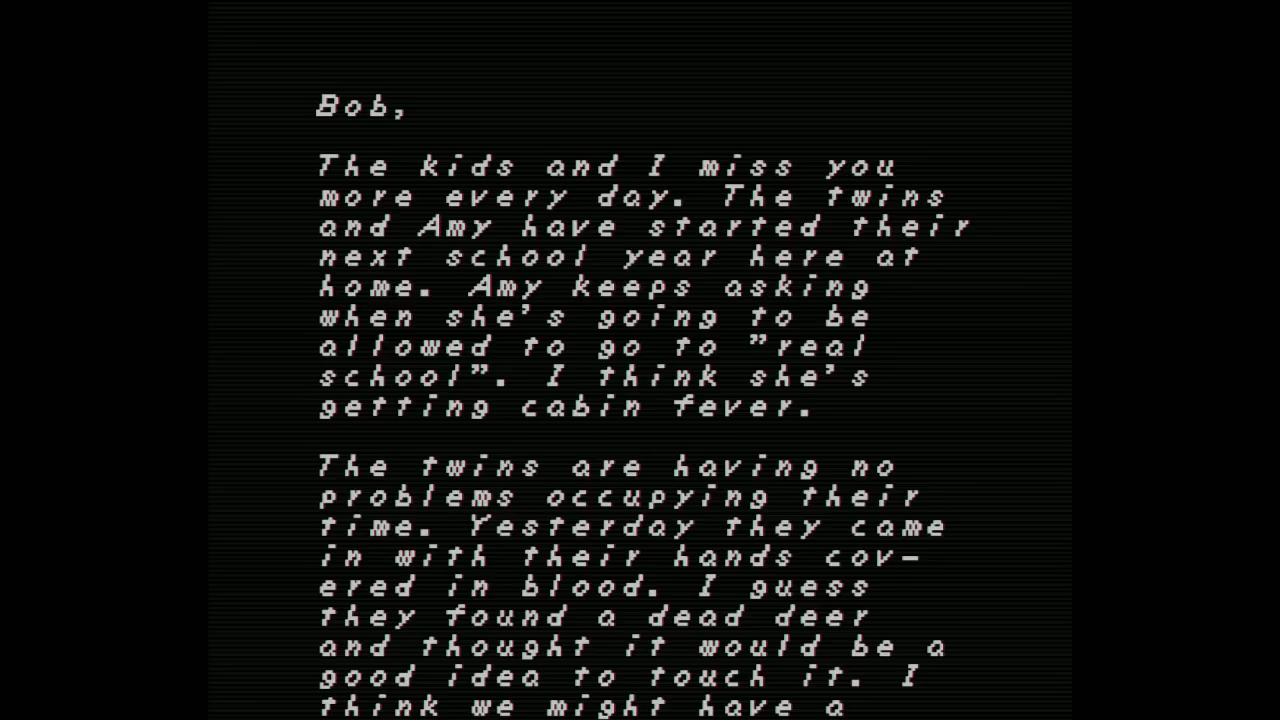 Bob,
The kids and I miss you
more every day. The twins
and Amy have started their
next school year here at
home. Amy keeps asking
when she's going to be
allowed to go to "real
school". I think she's
getting cabin fever.
The twins are having no
problems occupying their
time. Yesterday they came
in with their hands cov-
ered in blood. I guess
they found a dead deer
and thought it would be a
good idea to touch it. I
think we might have a